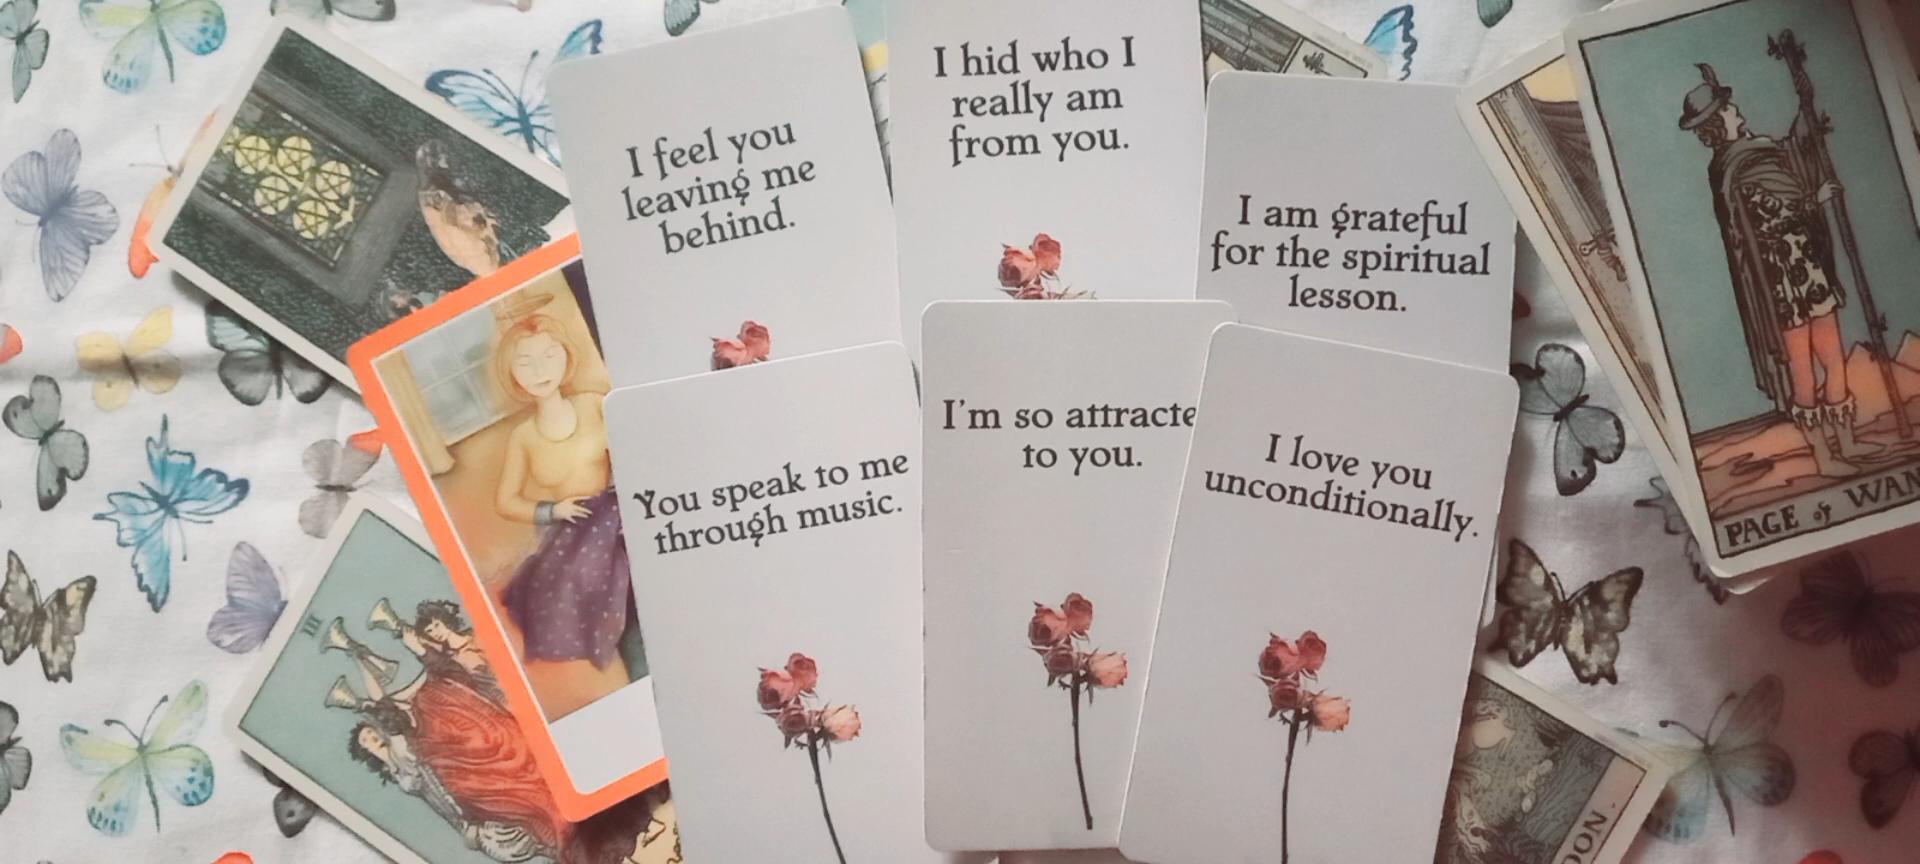 I feel you
leaving me
behind.
I hid who I
really am
from you.
I am grateful
for the spiritual
lesson.
You speak to me
through music.
I'm so attracte
to you.
I love you
unconditionally.
III
PAGE of WAN
OON.